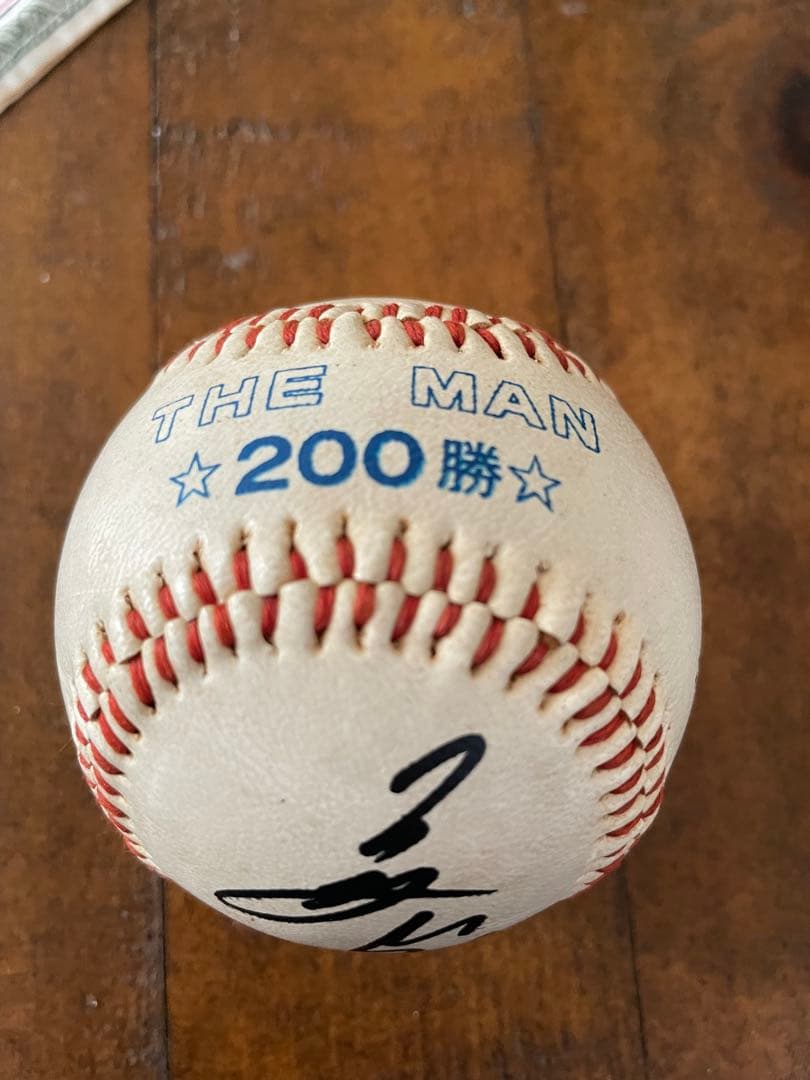 THE MAN
☆200勝☆